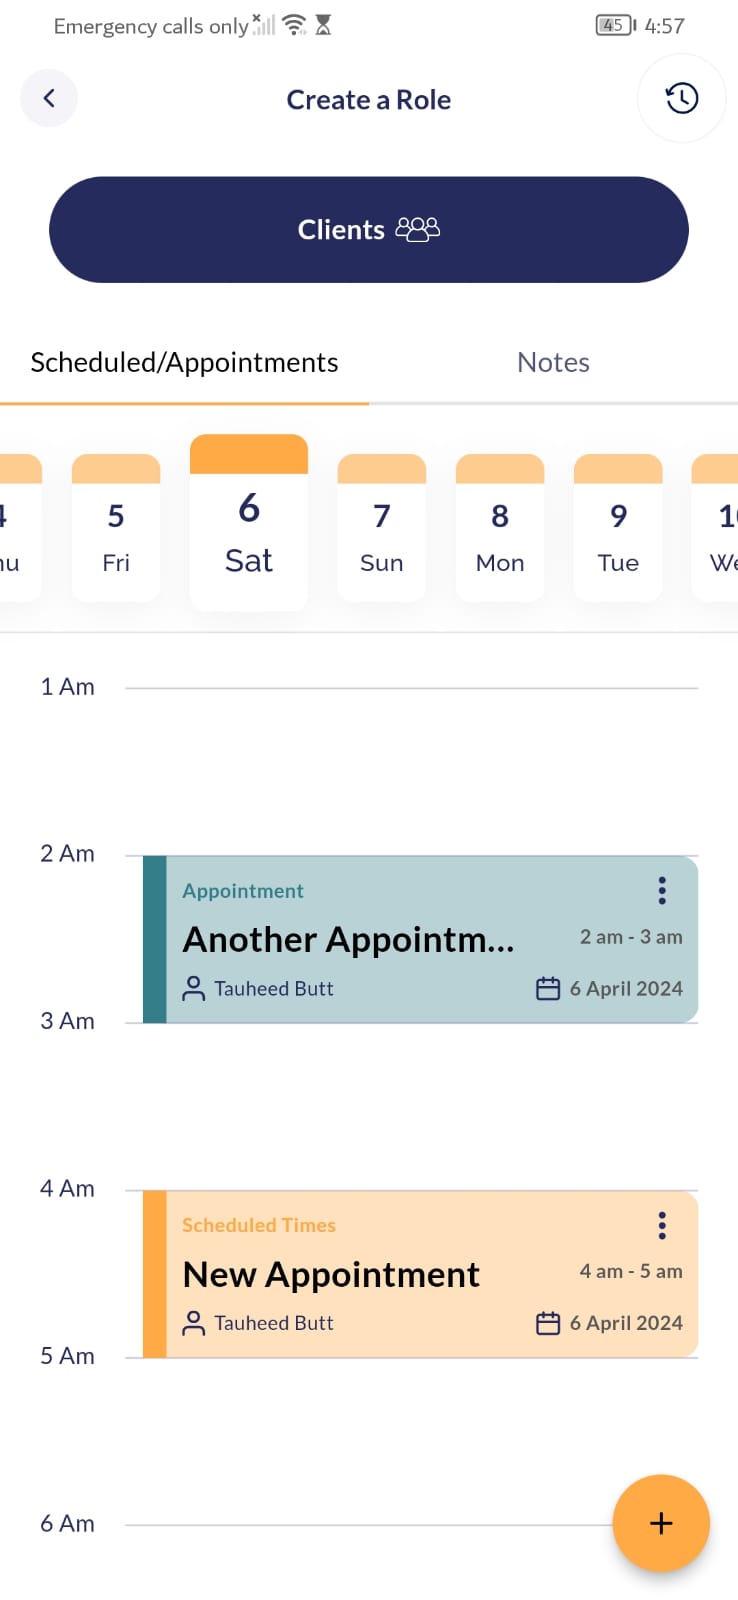 Emergency calls only 45 4:57
Create a Role
Clients
Scheduled/Appointments Notes
5 6 7 8 9
Fri Sat Sun Mon Tue
1 Am
2 Am
Appointment
Another Appointm... 2 am - 3 am
Tauheed Butt 6 April 2024
3 Am
4 Am
Scheduled Times
New Appointment 4 am - 5 am
Tauheed Butt 6 April 2024
5 Am
6 Am